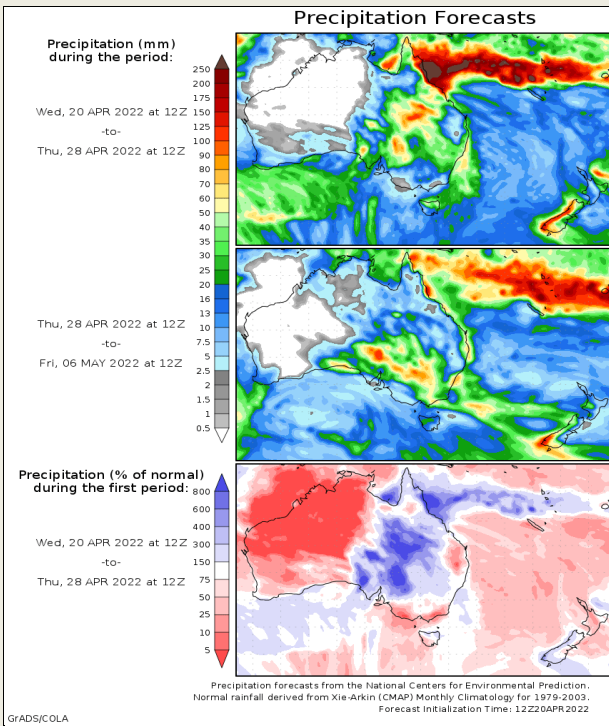 Precipitation Forecasts
Precipitation (mm)
during the period:
Wed, 20 APR 2022 at 12Z
-to-
Thu, 28 APR 2022 at 12Z
250
200
175
150
125
100
90
80
70
60
50
40
35
30
25
20
16
13
10
7.5
5
2.5
2
1.5
1
0.5
Thu, 28 APR 2022 at 12Z
-to-
Fri, 06 MAY 2022 at 12Z
Precipitation (% of normal)
during the first period:
Wed, 20 APR 2022 at 12Z
-to-
Thu, 28 APR 2022 at 12Z
800
600
400
300
150
75
50
25
10
5
Precipitation forecasts from the National Centers for Environmental Prediction.
Normal rainfall derived from Xie-Arkin (CMAP) Monthly Climatology for 1979-2003.
Forecast Initialization Time: 12Z20APR2022
GrADS/COLA